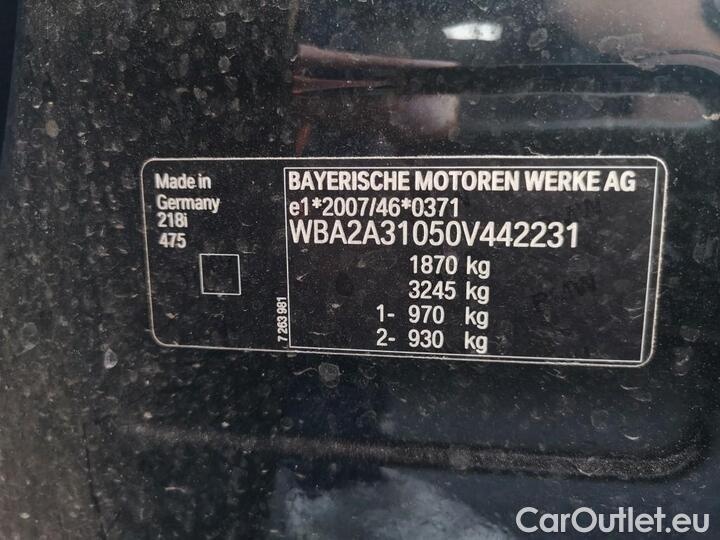 Made in
Germany
218i
475
7 263 981
BAYERISCHE MOTOREN WERKE AG
e1*2007/46*0371
WBA2A31050V442231
1870 kg
3245 kg
1- 970 kg
2- 930 kg
CarOutlet.eu